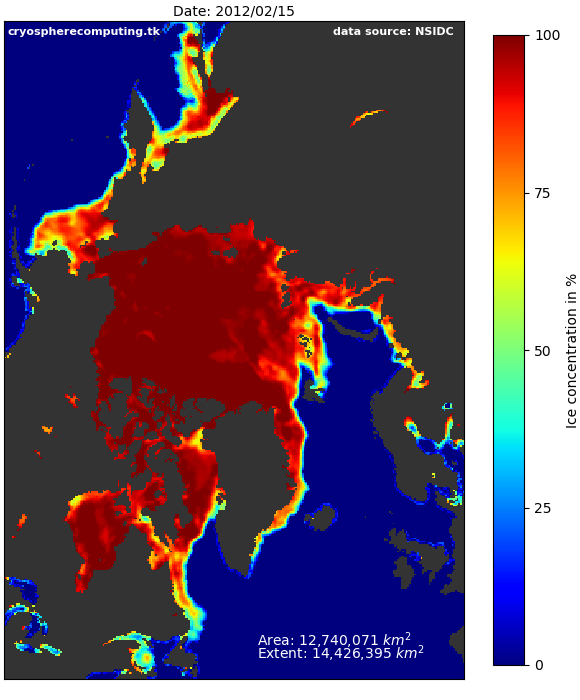 Date: 2012/02/15
cryospherecomputing.tk data source: NSIDC
100
75
50
25
0
Ice concentration in %
Area: 12,740,071 km²
Extent: 14,426,395 km²